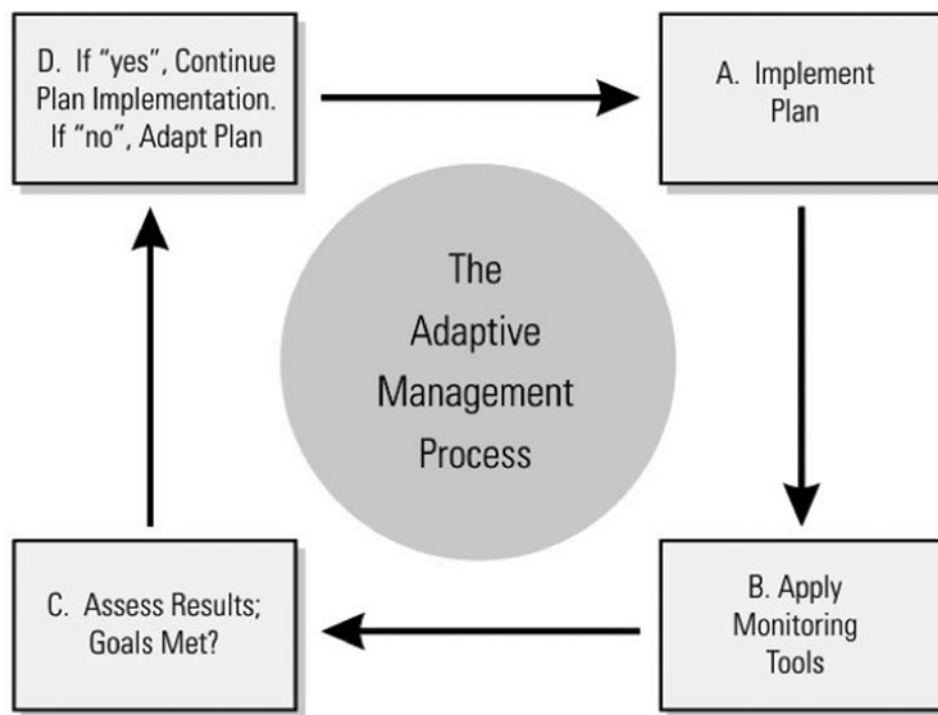 D. If “yes”, Continue
Plan Implementation.
If “no”, Adapt Plan
A. Implement
Plan
The
Adaptive
Management
Process
C. Assess Results;
Goals Met?
B. Apply
Monitoring
Tools